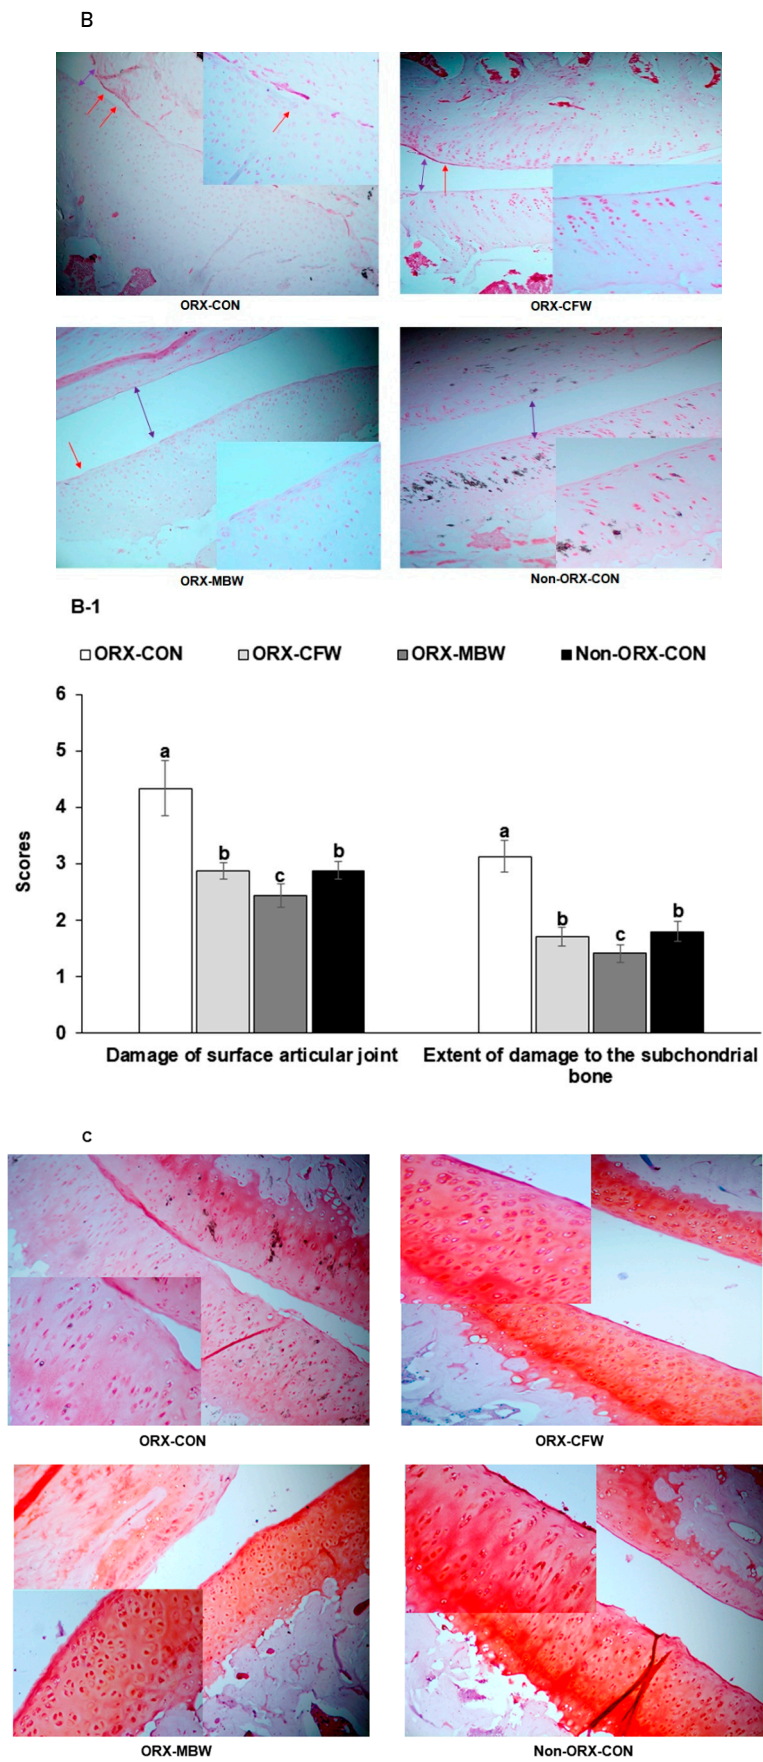 B
ORX-CON
ORX-CFW
ORX-MBW
Non-ORX-CON
B-1
ORX-CON ORX-CFW ORX-MBW Non-ORX-CON
6
5
4
3
2
1
0
Scores
a
b
c
b
a
b
c
b
Damage of surface articular joint
Extent of damage to the subchondrial
bone
C
ORX-CON
ORX-CFW
ORX-MBW
Non-ORX-CON